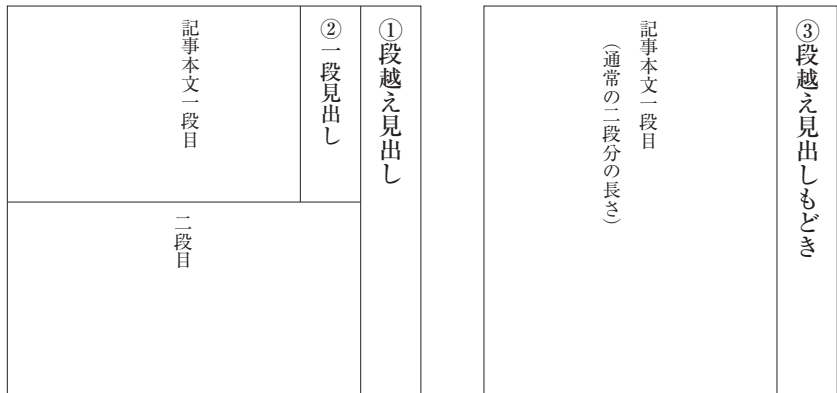 ③段越え見出しもどき
記事本文一段目
（通常の二段分の長さ）
①段越え見出し
②一段見出し
記事本文一段目
二段目